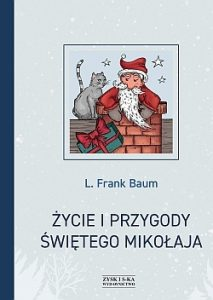 L. Frank Baum
ŻYCIE I PRZYGODY
ŚWIĘTEGO MIKOŁAJA
ZYSK I S-KA
WYDAWNICTWO